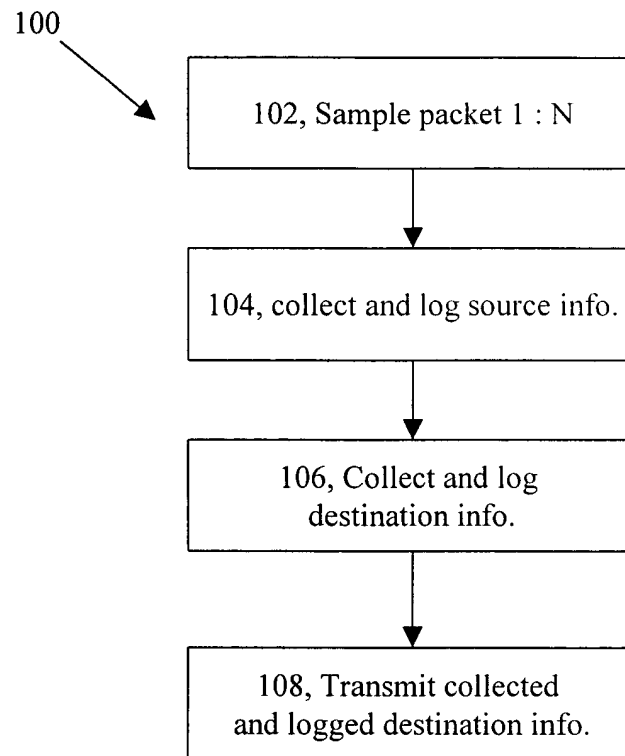 100
102, Sample packet 1 : N
104, collect and log source info.
106, Collect and log
destination info.
108, Transmit collected
and logged destination info.